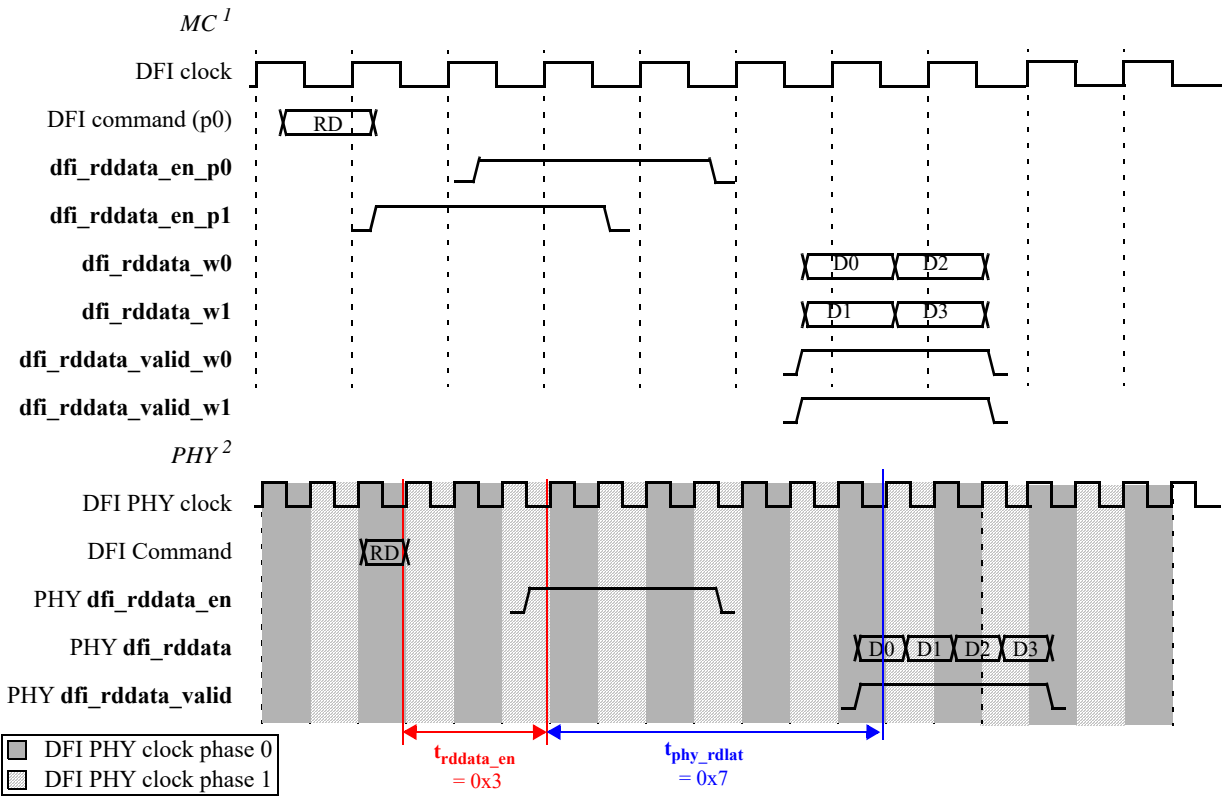 MC 1
DFI clock
DFI command (p0) RD
dfi_rddata_en_p0
dfi_rddata_en_p1
dfi_rddata_w0 D0 D2
dfi_rddata_w1 D1 D3
dfi_rddata_valid_w0
dfi_rddata_valid_w1
PHY 2
DFI PHY clock
DFI Command RD
PHY dfi_rddata_en
PHY dfi_rddata D0 D1 D2 D3
PHY dfi_rddata_valid
DFI PHY clock phase 0
DFI PHY clock phase 1
trddata_en
= 0x3
tphy_rdlat
= 0x7